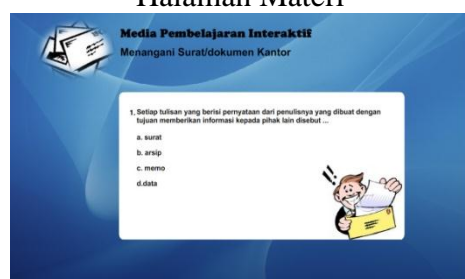 Halaman Materi
Media Pembelajaran Interaktif
Menangani Surat/dokumen Kantor
1. Setiap tulisan yang berisi pernyataan dari penulisnya yang dibuat dengan
tujuan memberikan informasi kepada pihak lain disebut ...
a. surat
b. arsip
c. memo
d.data